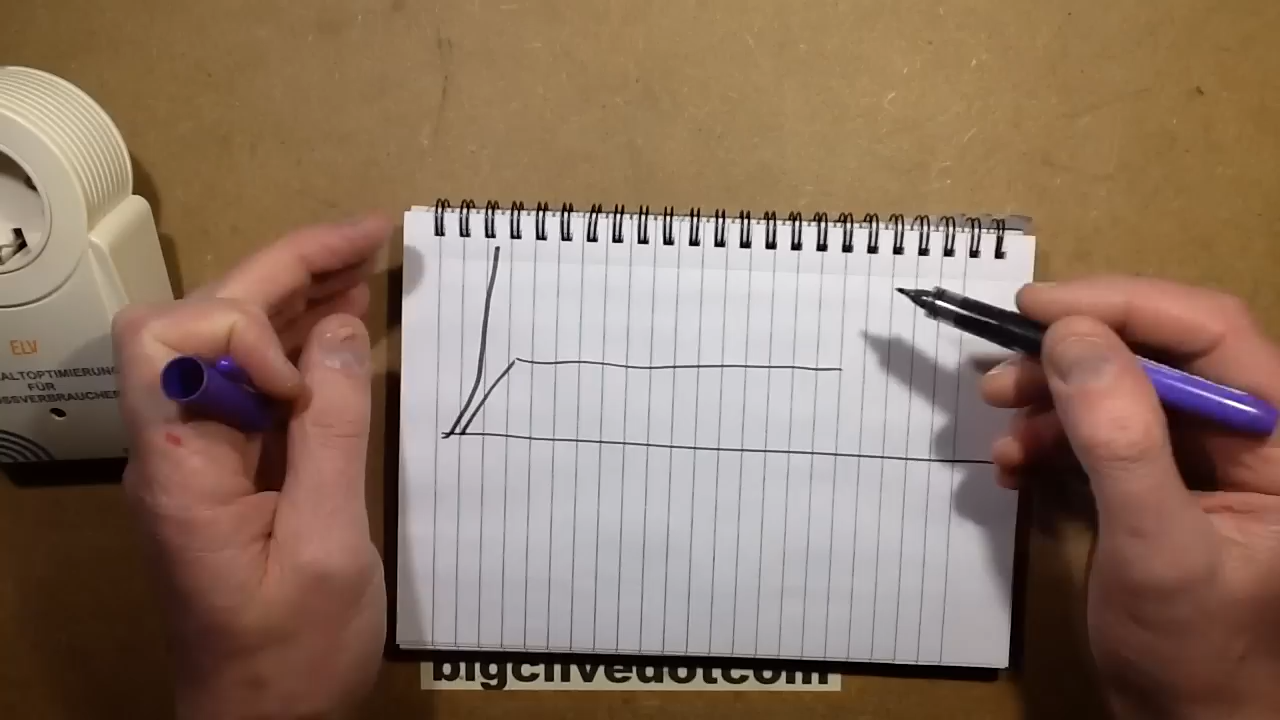 ELV
ALTOPTIMIERUNG
FÜR
OSSVERBRAUCHER
bigclivedotcom